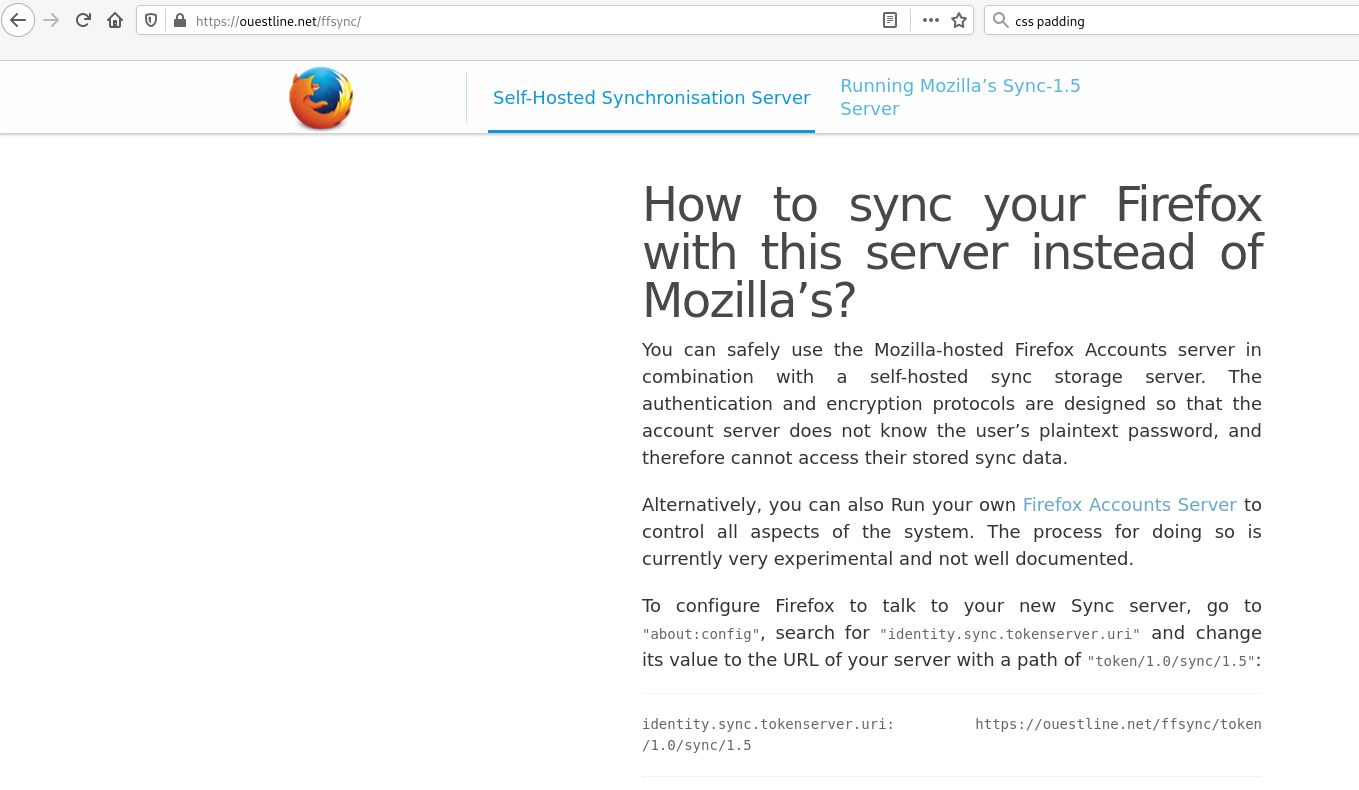 https://ouestline.net/ffsync/
css padding
Self-Hosted Synchronisation Server
Running Mozilla’s Sync-1.5
Server
How to sync your Firefox
with this server instead of
Mozilla’s?
You can safely use the Mozilla-hosted Firefox Accounts server in
combination with a self-hosted sync storage server. The
authentication and encryption protocols are designed so that the
account server does not know the user’s plaintext password, and
therefore cannot access their stored sync data.
Alternatively, you can also Run your own Firefox Accounts Server to
control all aspects of the system. The process for doing so is
currently very experimental and not well documented.
To configure Firefox to talk to your new Sync server, go to
"about:config", search for "identity.sync.tokenserver.uri" and change
its value to the URL of your server with a path of "token/1.0/sync/1.5":
identity.sync.tokenserver.uri: https://ouestline.net/ffsync/token
/1.0/sync/1.5